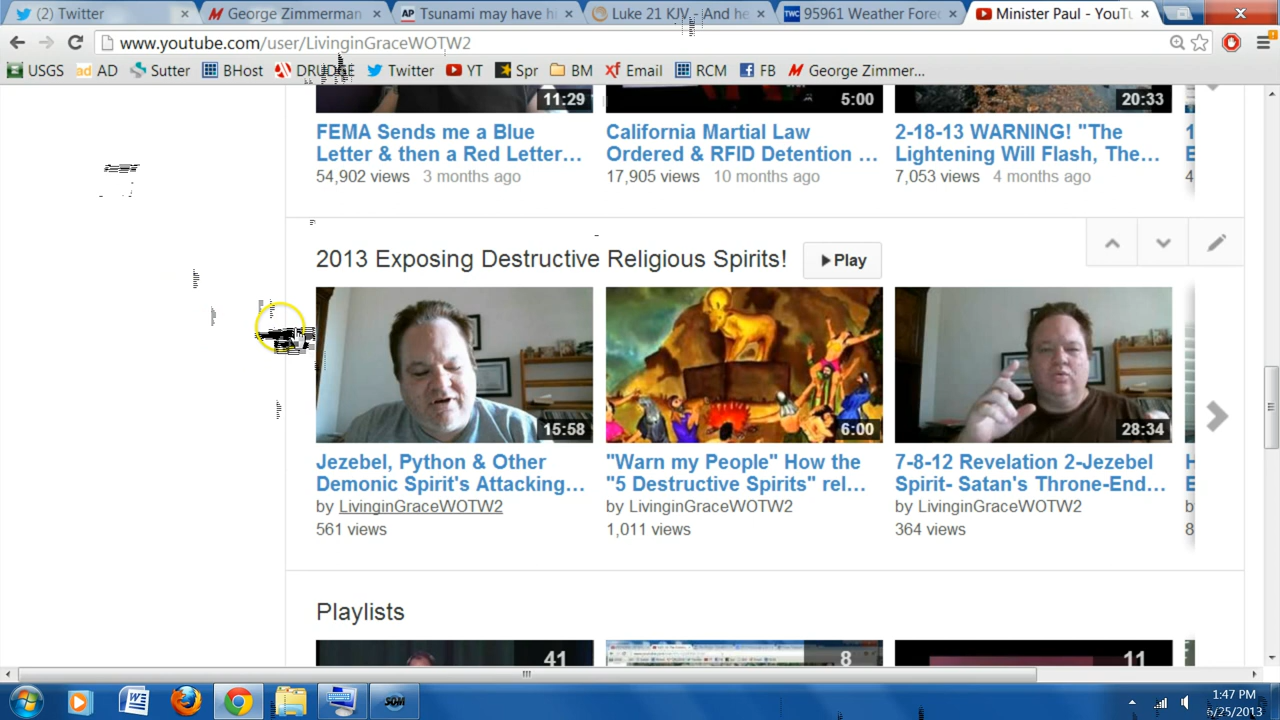 (2) Twitter
George Zimmerman
Tsunami may have hi
Luke 21 KJV - And he
95961 Weather Fore
Minister Paul - YouTu
www.youtube.com/user/LivinginGraceWOTW2
USGS
ad AD
Sutter
BHost
DRUDGE
Twitter
YT
Spr
BM
Email
RCM
FB
George Zimmer...
11:29
5:00
20:33
FEMA Sends me a Blue
Letter & then a Red Letter...
54,902 views 3 months ago
California Martial Law
Ordered & RFID Detention ...
17,905 views 10 months ago
2-18-13 WARNING! "The
Lightening Will Flash, The...
7,053 views 4 months ago
2013 Exposing Destructive Religious Spirits!
Play
15:58
6:00
28:34
Jezebel, Python & Other
Demonic Spirit's Attacking...
by LivinginGraceWOTW2
561 views
"Warn my People" How the
"5 Destructive Spirits" rel...
by LivinginGraceWOTW2
1,011 views
7-8-12 Revelation 2-Jezebel
Spirit- Satan's Throne-End...
by LivinginGraceWOTW2
364 views
Playlists
41
8
11
1:47 PM
6/25/2013